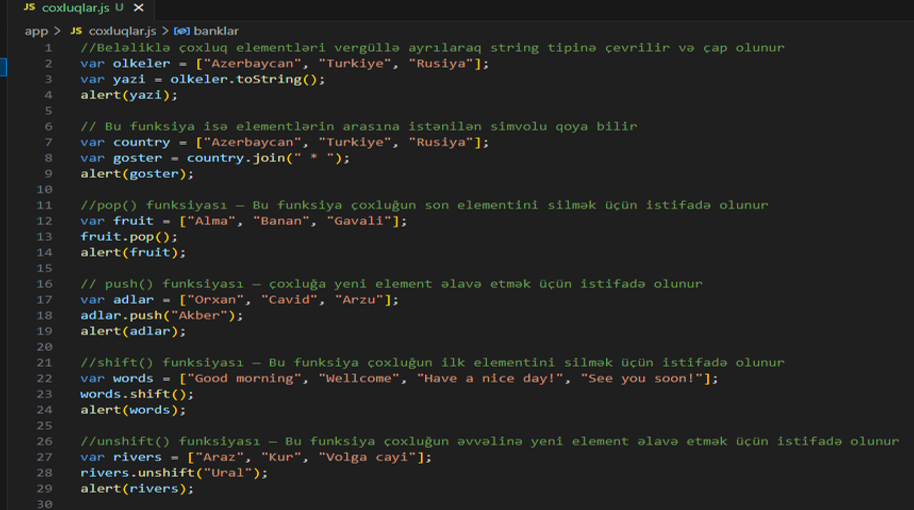 JS coxluqlar.js U ✕
app > JS coxluqlar.js > banklar
1 //Beləliklə çoxluq elementləri vergüllə ayrılaraq string tipinə çevrilir və çap olunur
2 var olkeler = ["Azerbaycan", "Turkiye", "Rusiya"];
3 var yazi = olkeler.toString();
4 alert(yazi);
5
6 // Bu funksiya isə elementlərin arasına istənilən simvolu qoya bilir
7 var country = ["Azerbaycan", "Turkiye", "Rusiya"];
8 var goster = country.join(" * ");
9 alert(goster);
10
11 //pop() funksiyası – Bu funksiya çoxluğun son elementini silmək üçün istifadə olunur
12 var fruit = ["Alma", "Banan", "Gavali"];
13 fruit.pop();
14 alert(fruit);
15
16 // push() funksiyası – çoxluğa yeni element əlavə etmək üçün istifadə olunur
17 var adlar = ["Orxan", "Cavid", "Arzu"];
18 adlar.push("Akber");
19 alert(adlar);
20
21 //shift() funksiyası – Bu funksiya çoxluğun ilk elementini silmək üçün istifadə olunur
22 var words = ["Good morning", "Wellcome", "Have a nice day!", "See you soon!"];
23 words.shift();
24 alert(words);
25
26 //unshift() funksiyası – Bu funksiya çoxluğun əvvəlinə yeni element əlavə etmək üçün istifadə olunur
27 var rivers = ["Araz", "Kur", "Volga cayi"];
28 rivers.unshift("Ural");
29 alert(rivers);
30